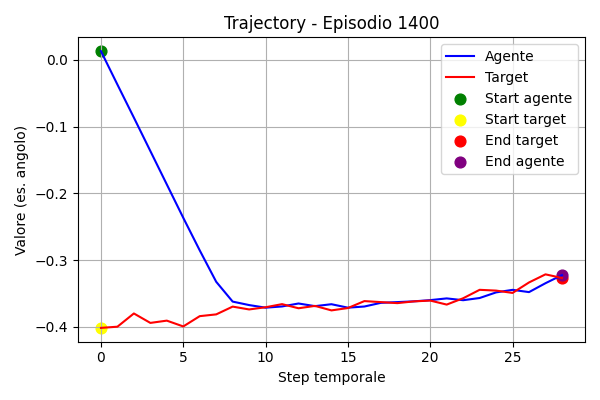 Trajectory - Episodio 1400
Valore (es. angolo)
0.0
−0.1
−0.2
−0.3
−0.4
0
5
10
15
20
25
Step temporale
Agente
Target
Start agente
Start target
End target
End agente